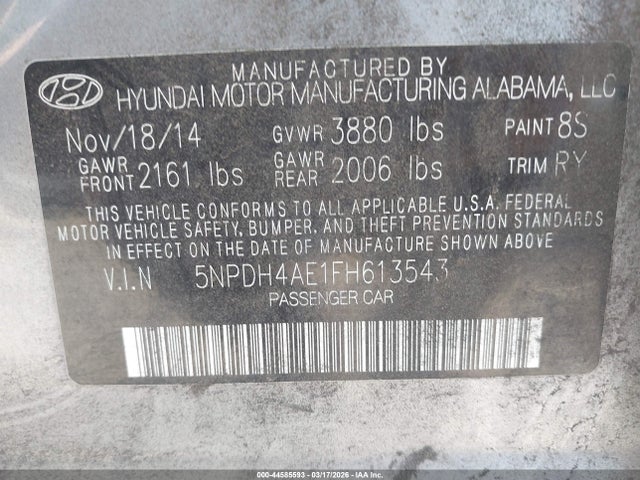 MANUFACTURED BY
HYUNDAI MOTOR MANUFACTURING ALABAMA, LLC
Nov/18/14 GVWR 3880 lbs PAINT 8S
GAWR FRONT 2161 lbs GAWR REAR 2006 lbs TRIM RY
THIS VEHICLE CONFORMS TO ALL APPLICABLE U.S.A. FEDERAL
MOTOR VEHICLE SAFETY, BUMPER, AND THEFT PREVENTION STANDARDS
IN EFFECT ON THE DATE OF MANUFACTURE SHOWN ABOVE
V.I.N 5NPDH4AE1FH613543
PASSENGER CAR
000-44585593 - 03/17/2026 - IAA Inc.